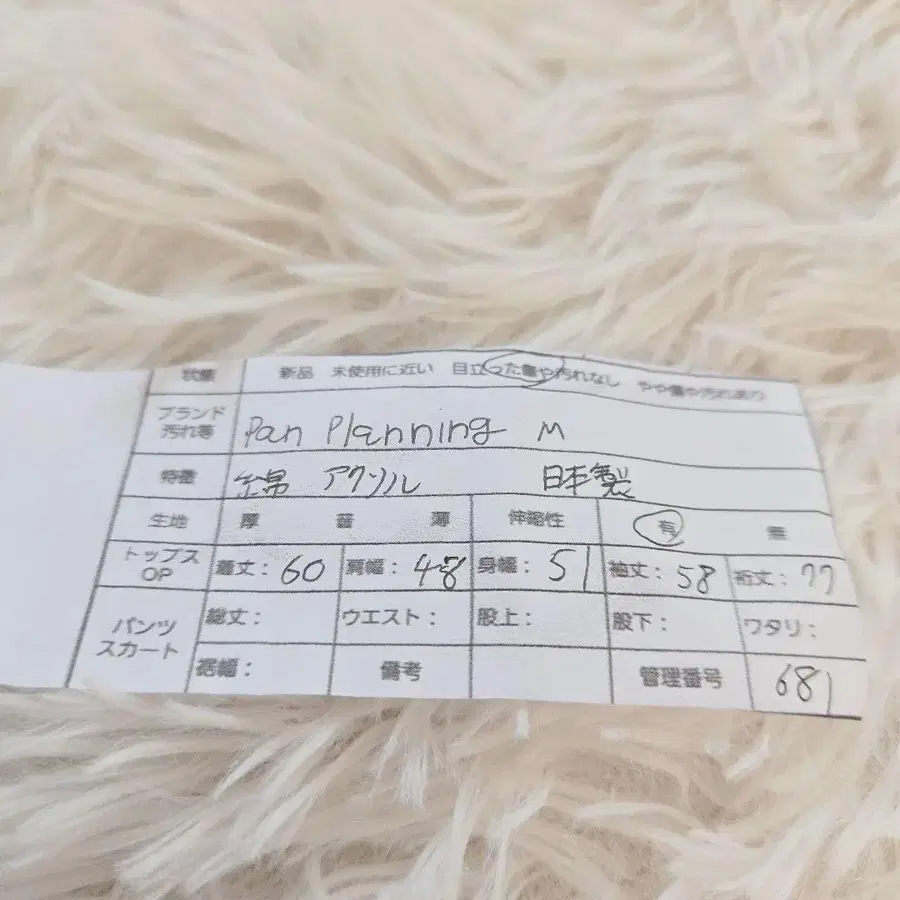 状態 新品 未使用に近い 目立った傷や汚れなし やや傷や汚れあり
ブランド
汚れ等
Pan Planning M
特徴 綿 アクリル 日本製
生地 厚 普 薄 伸縮性 有 無
トップス
OP
着丈: 60 肩幅: 48 身幅: 51 袖丈: 58 裄丈: 77
パンツ
スカート
総丈: ウエスト: 股上: 股下: ワタリ:
裾幅: 備考 管理番号 681